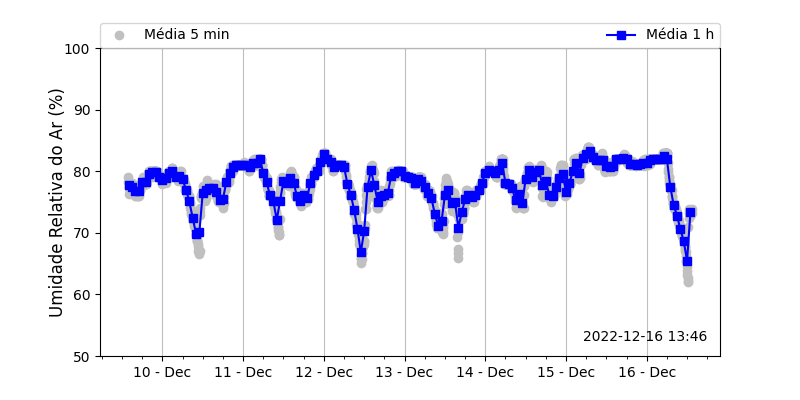 Média 5 min Média 1 h
Umidade Relativa do Ar (%)
100
90
80
70
60
50
2022-12-16 13:46
10 - Dec 11 - Dec 12 - Dec 13 - Dec 14 - Dec 15 - Dec 16 - Dec